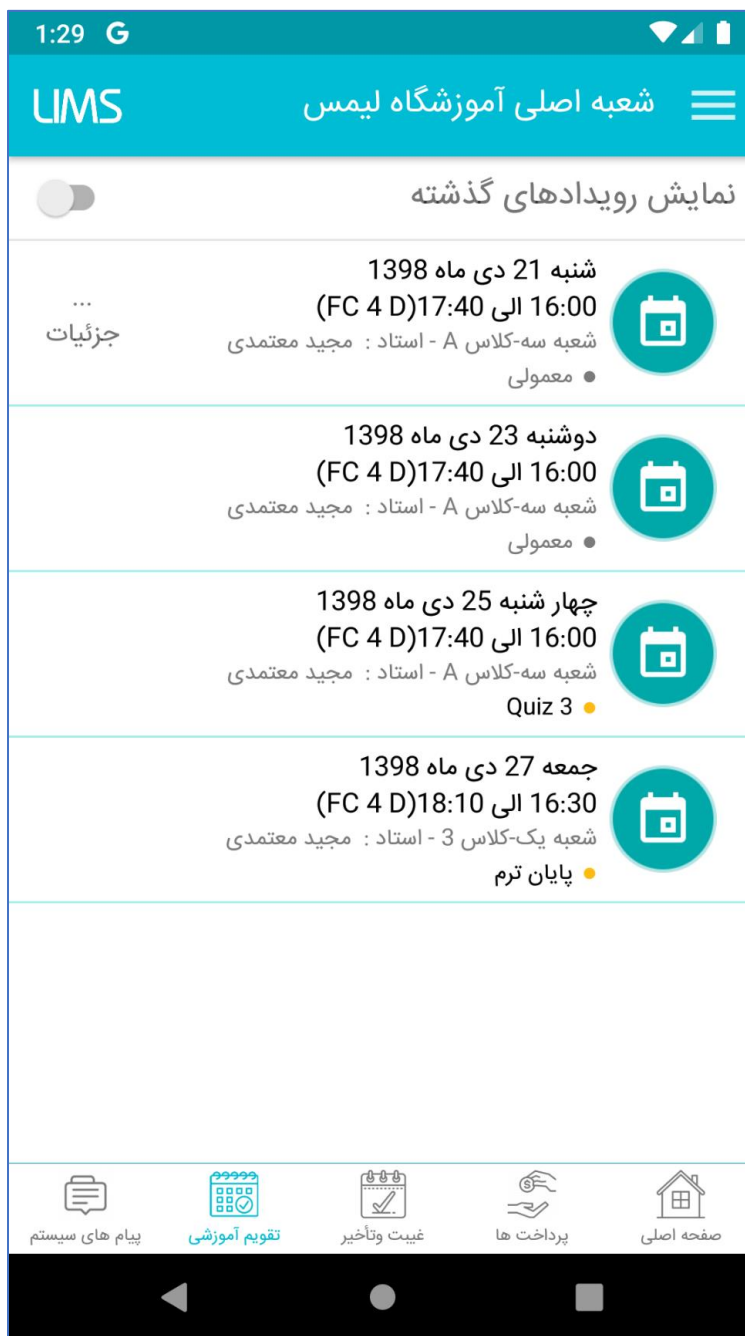 1:29 G
شعبه اصلی آموزشگاه لیمس
LIMS
نمایش رویدادهای گذشته
شنبه 21 دی ماه 1398
16:00 الی 17:40(FC 4 D)
شعبه سه-کلاس A - استاد : مجید معتمدی
● معمولی
...
جزئیات
دوشنبه 23 دی ماه 1398
16:00 الی 17:40(FC 4 D)
شعبه سه-کلاس A - استاد : مجید معتمدی
● معمولی
چهار شنبه 25 دی ماه 1398
16:00 الی 17:40(FC 4 D)
شعبه سه-کلاس A - استاد : مجید معتمدی
● Quiz 3
جمعه 27 دی ماه 1398
16:30 الی 18:10(FC 4 D)
شعبه یک-کلاس 3 - استاد : مجید معتمدی
● پایان ترم
صفحه اصلی
پرداخت ها
غیبت وتأخیر
تقویم آموزشی
پیام های سیستم